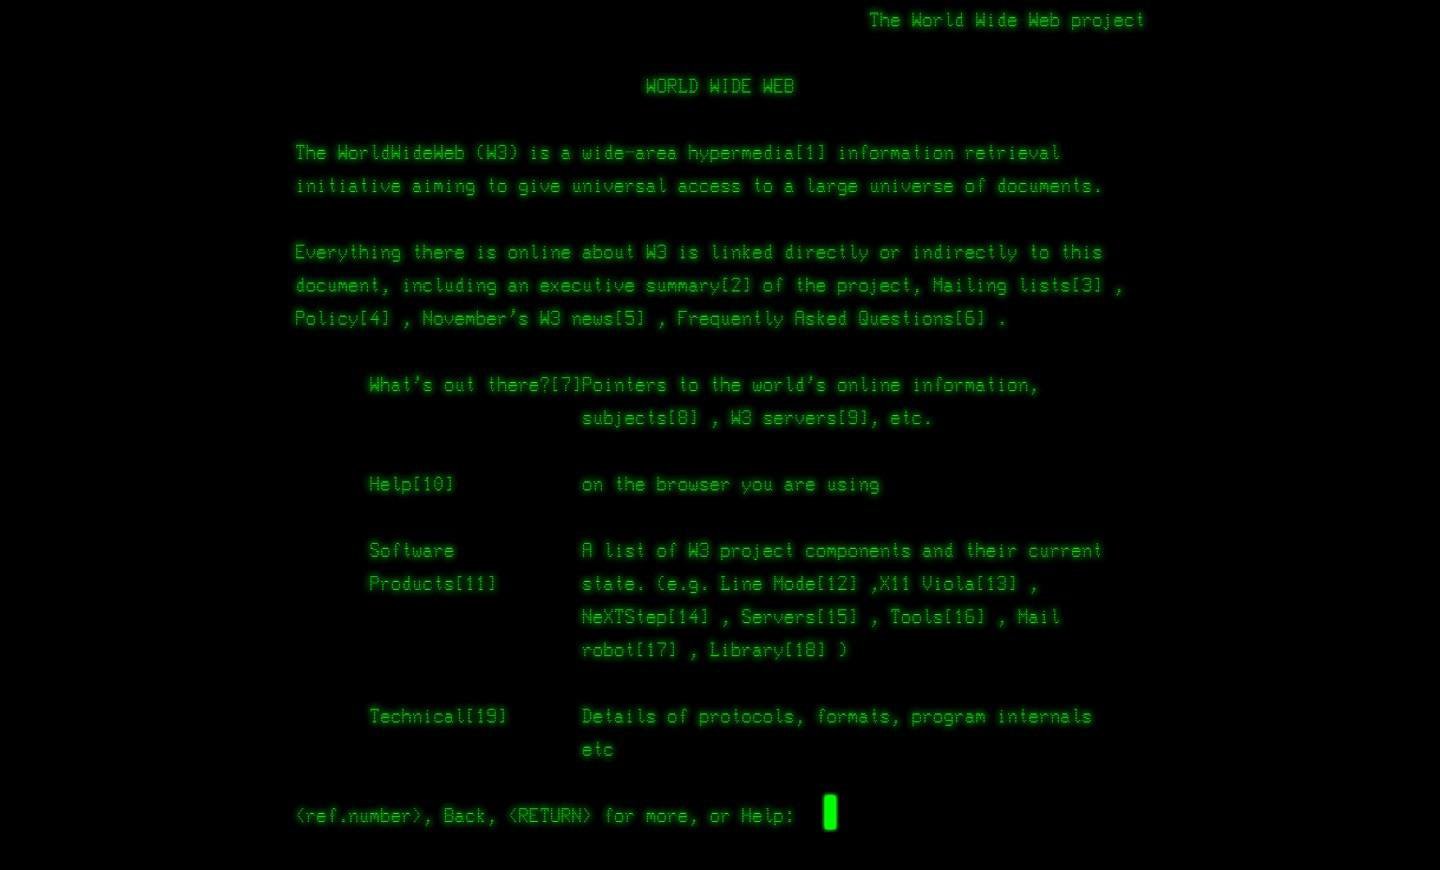 The World Wide Web project
WORLD WIDE WEB
The WorldWideWeb (W3) is a wide-area hypermedia[1] information retrieval
initiative aiming to give universal access to a large universe of documents.
Everything there is online about W3 is linked directly or indirectly to this
document, including an executive summary[2] of the project, Mailing lists[3] ,
Policy[4] , November's W3 news[5] , Frequently Asked Questions[6] .
What's out there?[7]Pointers to the world's online information,
subjects[8] , W3 servers[9], etc.
Help[10] on the browser you are using
Software A list of W3 project components and their current
Products[11] state. (e.g. Line Mode[12] ,X11 Viola[13] ,
NeXTStep[14] , Servers[15] , Tools[16] , Mail
robot[17] , Library[18] )
Technical[19] Details of protocols, formats, program internals
etc
<ref.number>, Back, <RETURN> for more, or Help: